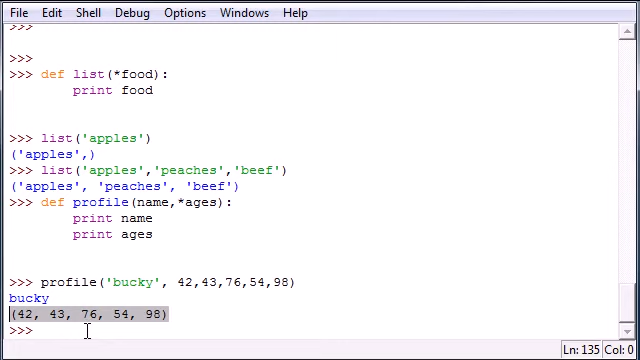 File Edit Shell Debug Options Windows Help
>>>
>>>
>>> def list(*food):
        print food
>>> list('apples')
('apples',)
>>> list('apples','peaches','beef')
('apples', 'peaches', 'beef')
>>> def profile(name,*ages):
        print name
        print ages
>>> profile('bucky', 42,43,76,54,98)
bucky
(42, 43, 76, 54, 98)
>>>
Ln: 135 Col: 0